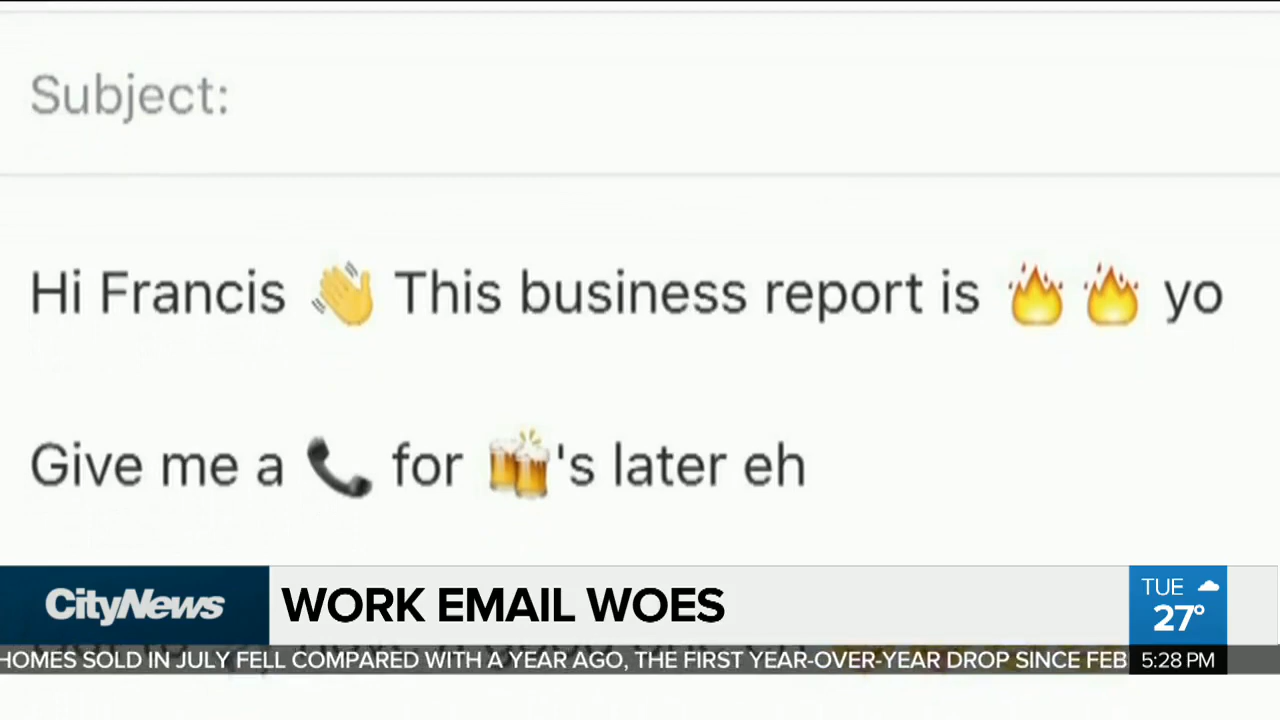 Subject:
Hi Francis 👋 This business report is 🔥🔥 yo
Give me a 📞 for 🍻's later eh
CityNews
WORK EMAIL WOES
TUE
27°
HOMES SOLD IN JULY FELL COMPARED WITH A YEAR AGO, THE FIRST YEAR-OVER-YEAR DROP SINCE FEB
5:28 PM